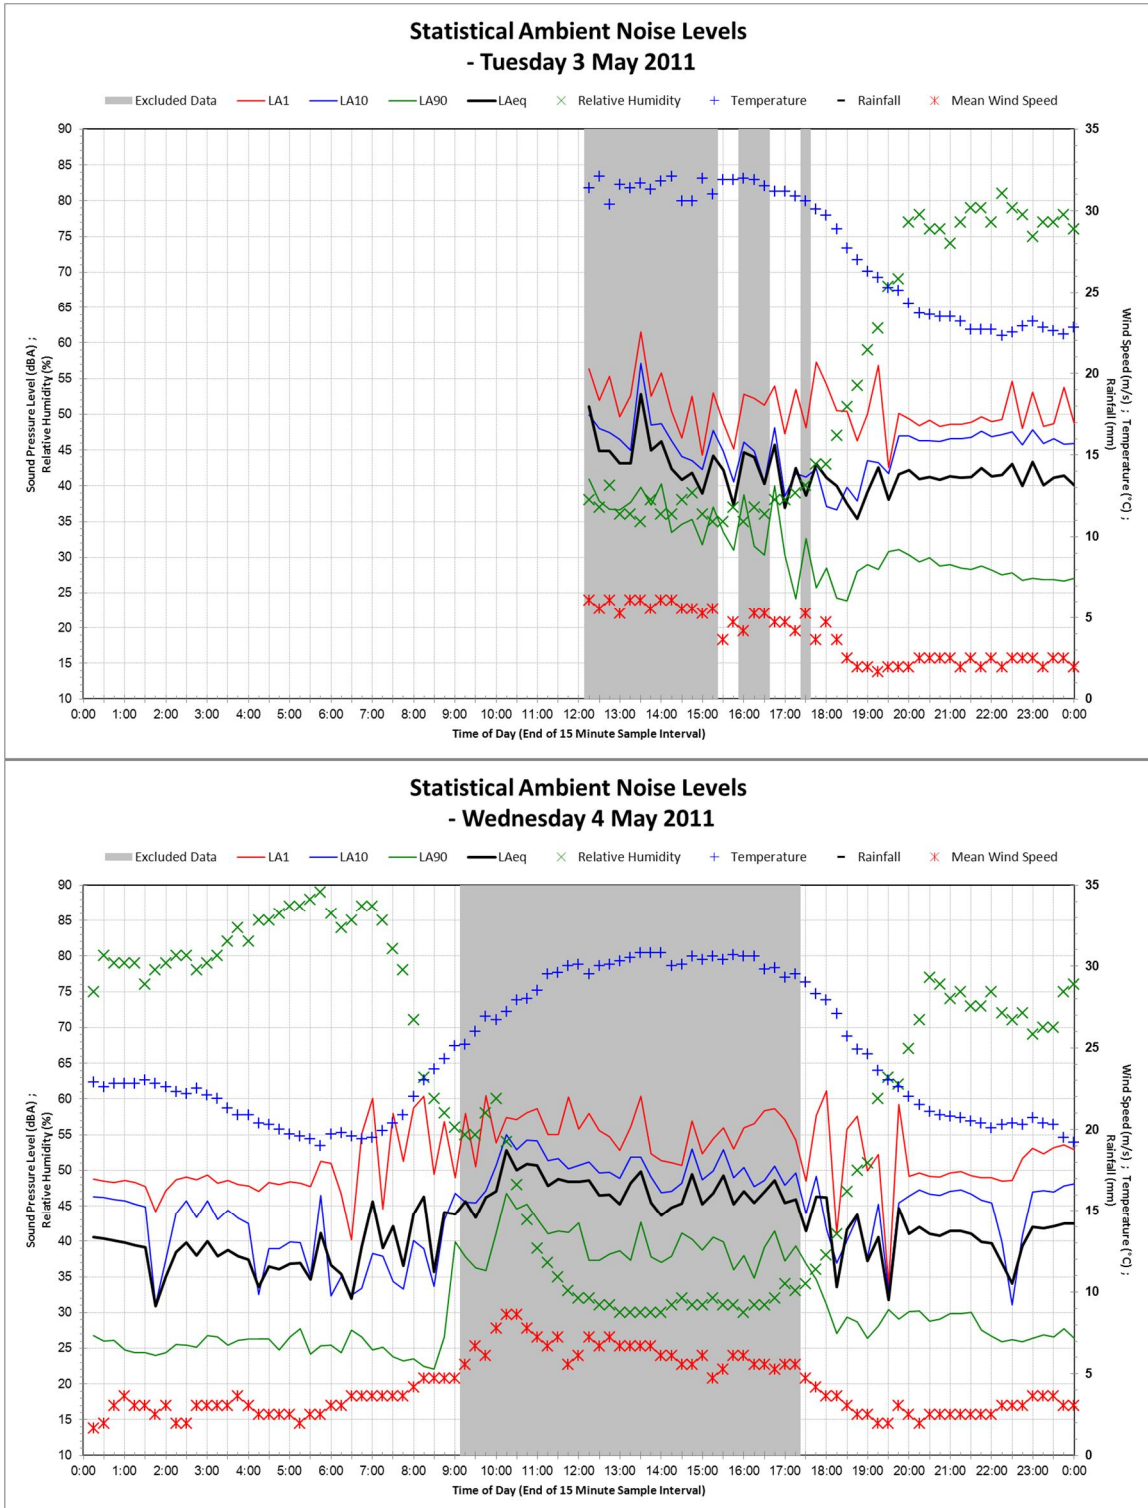 Statistical Ambient Noise Levels
- Tuesday 3 May 2011
Excluded Data LA1 LA10 LA90 LAeq Relative Humidity Temperature Rainfall Mean Wind Speed
90
85
80
75
70
65
60
55
50
45
40
35
30
25
20
15
10
Sound Pressure Level (dBA) ;
Relative Humidity (%)
35
30
25
20
15
10
5
0
Wind Speed (m/s) ; Temperature (°C) ;
Rainfall (mm)
0:00 1:00 2:00 3:00 4:00 5:00 6:00 7:00 8:00 9:00 10:00 11:00 12:00 13:00 14:00 15:00 16:00 17:00 18:00 19:00 20:00 21:00 22:00 23:00 0:00
Time of Day (End of 15 Minute Sample Interval)
Statistical Ambient Noise Levels
- Wednesday 4 May 2011
Excluded Data LA1 LA10 LA90 LAeq Relative Humidity Temperature Rainfall Mean Wind Speed
90
85
80
75
70
65
60
55
50
45
40
35
30
25
20
15
10
Sound Pressure Level (dBA) ;
Relative Humidity (%)
35
30
25
20
15
10
5
0
Wind Speed (m/s) ; Temperature (°C) ;
Rainfall (mm)
0:00 1:00 2:00 3:00 4:00 5:00 6:00 7:00 8:00 9:00 10:00 11:00 12:00 13:00 14:00 15:00 16:00 17:00 18:00 19:00 20:00 21:00 22:00 23:00 0:00
Time of Day (End of 15 Minute Sample Interval)